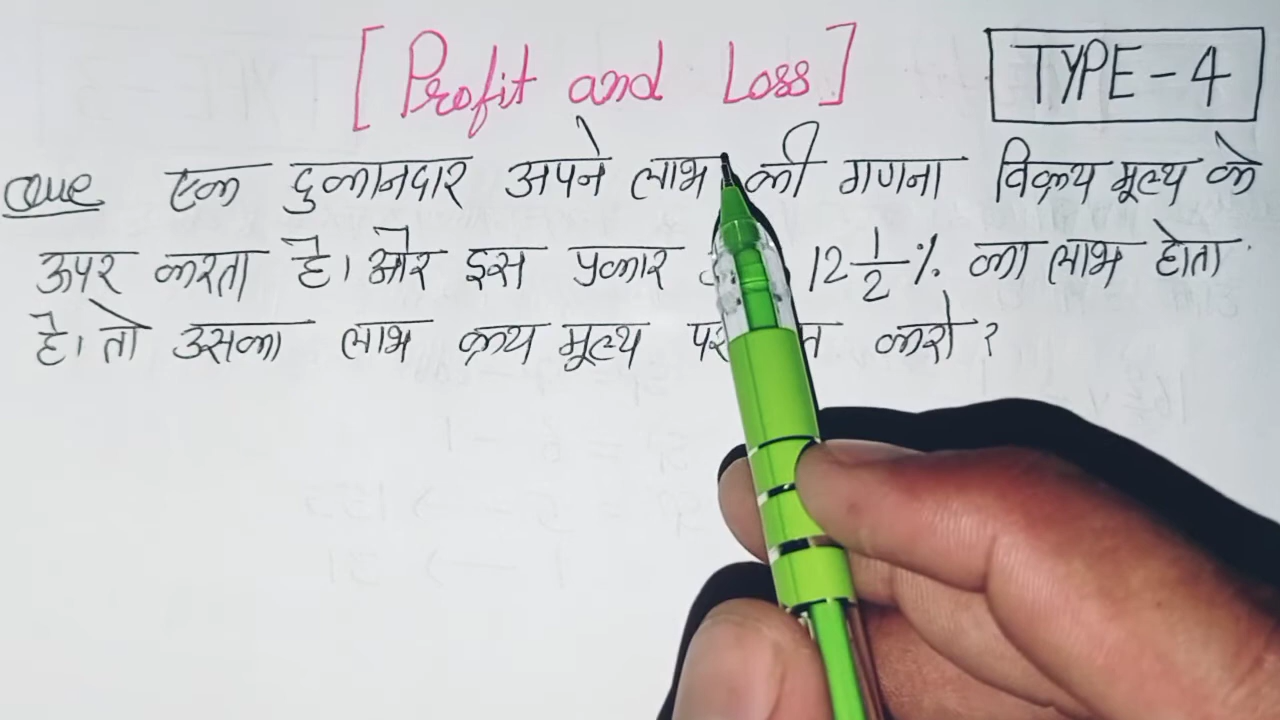 [Profit and Loss]
TYPE-4
Que एक दुकानदार अपने लाभ की गणना विक्रय मूल्य के
ऊपर करता है। और इस प्रकार 12 1/2 % का लाभ होता
है। तो उसका लाभ क्रय मूल्य पर करो ?